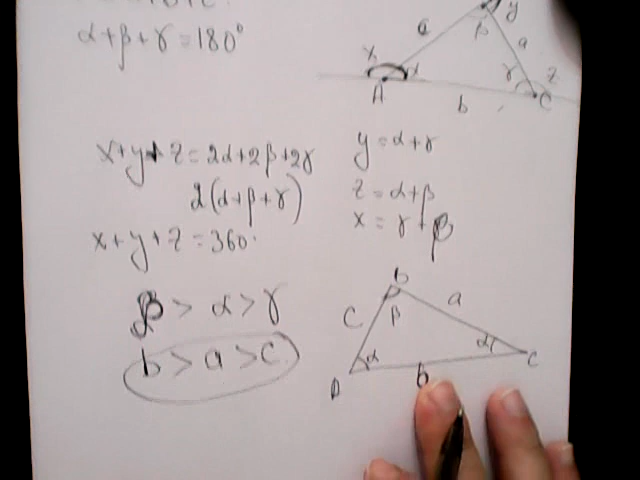 α+β+γ=180°
x+y+z=2α+2β+2γ
2(α+β+γ)
x+y+z=360°
y=α+γ
z=α+β
x=γ+β
β>α>γ
b>a>c
x
α
A
c
y
β
a
γ
z
C
b
b
a
c
β
α
α
C
A
b